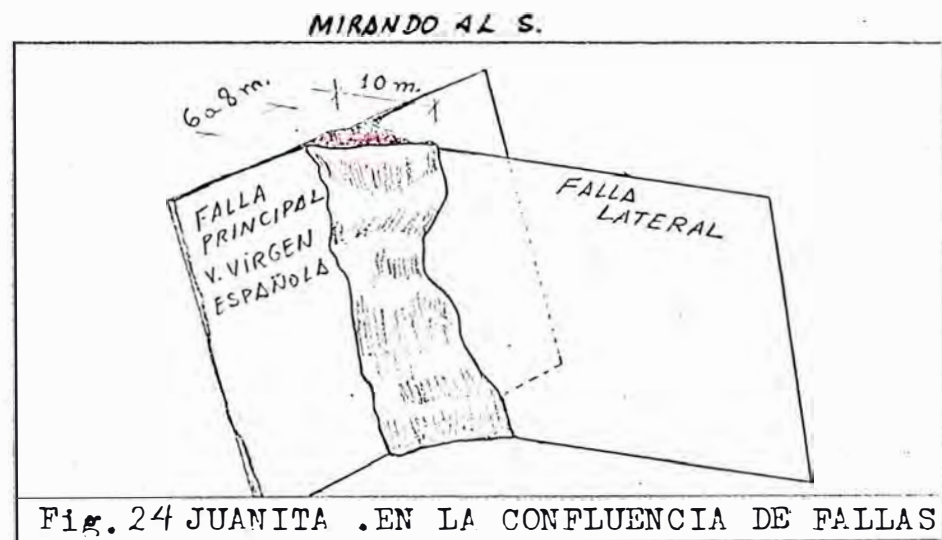 MIRANDO AL S.
6 a 8 m.
10 m.
FALLA
PRINCIPAL
V. VIRGEN
ESPAÑOLA
FALLA
LATERAL
Fig. 24 JUANITA .EN LA CONFLUENCIA DE FALLAS